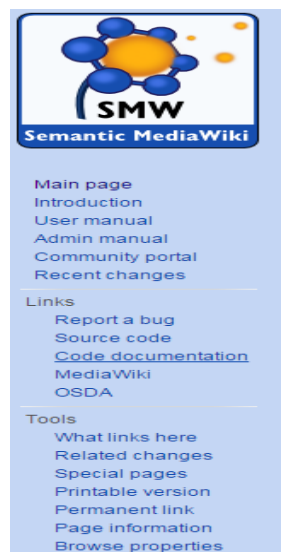 SMW
Semantic MediaWiki
Main page
Introduction
User manual
Admin manual
Community portal
Recent changes
Links
Report a bug
Source code
Code documentation
MediaWiki
OSDA
Tools
What links here
Related changes
Special pages
Printable version
Permanent link
Page information
Browse properties